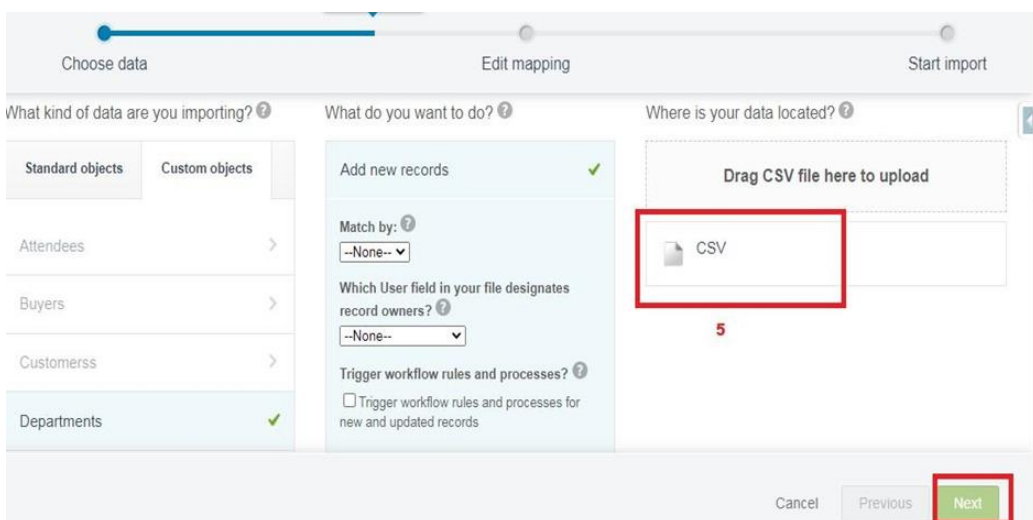 Choose data
Edit mapping
Start import
What kind of data are you importing? ?
What do you want to do? ?
Where is your data located? ?
Standard objects
Custom objects
Attendees
Buyers
Customerss
Departments
Add new records
Match by: ?
--None--
Which User field in your file designates
record owners? ?
--None--
Trigger workflow rules and processes? ?
Trigger workflow rules and processes for
new and updated records
Drag CSV file here to upload
CSV
5
Cancel
Previous
Next